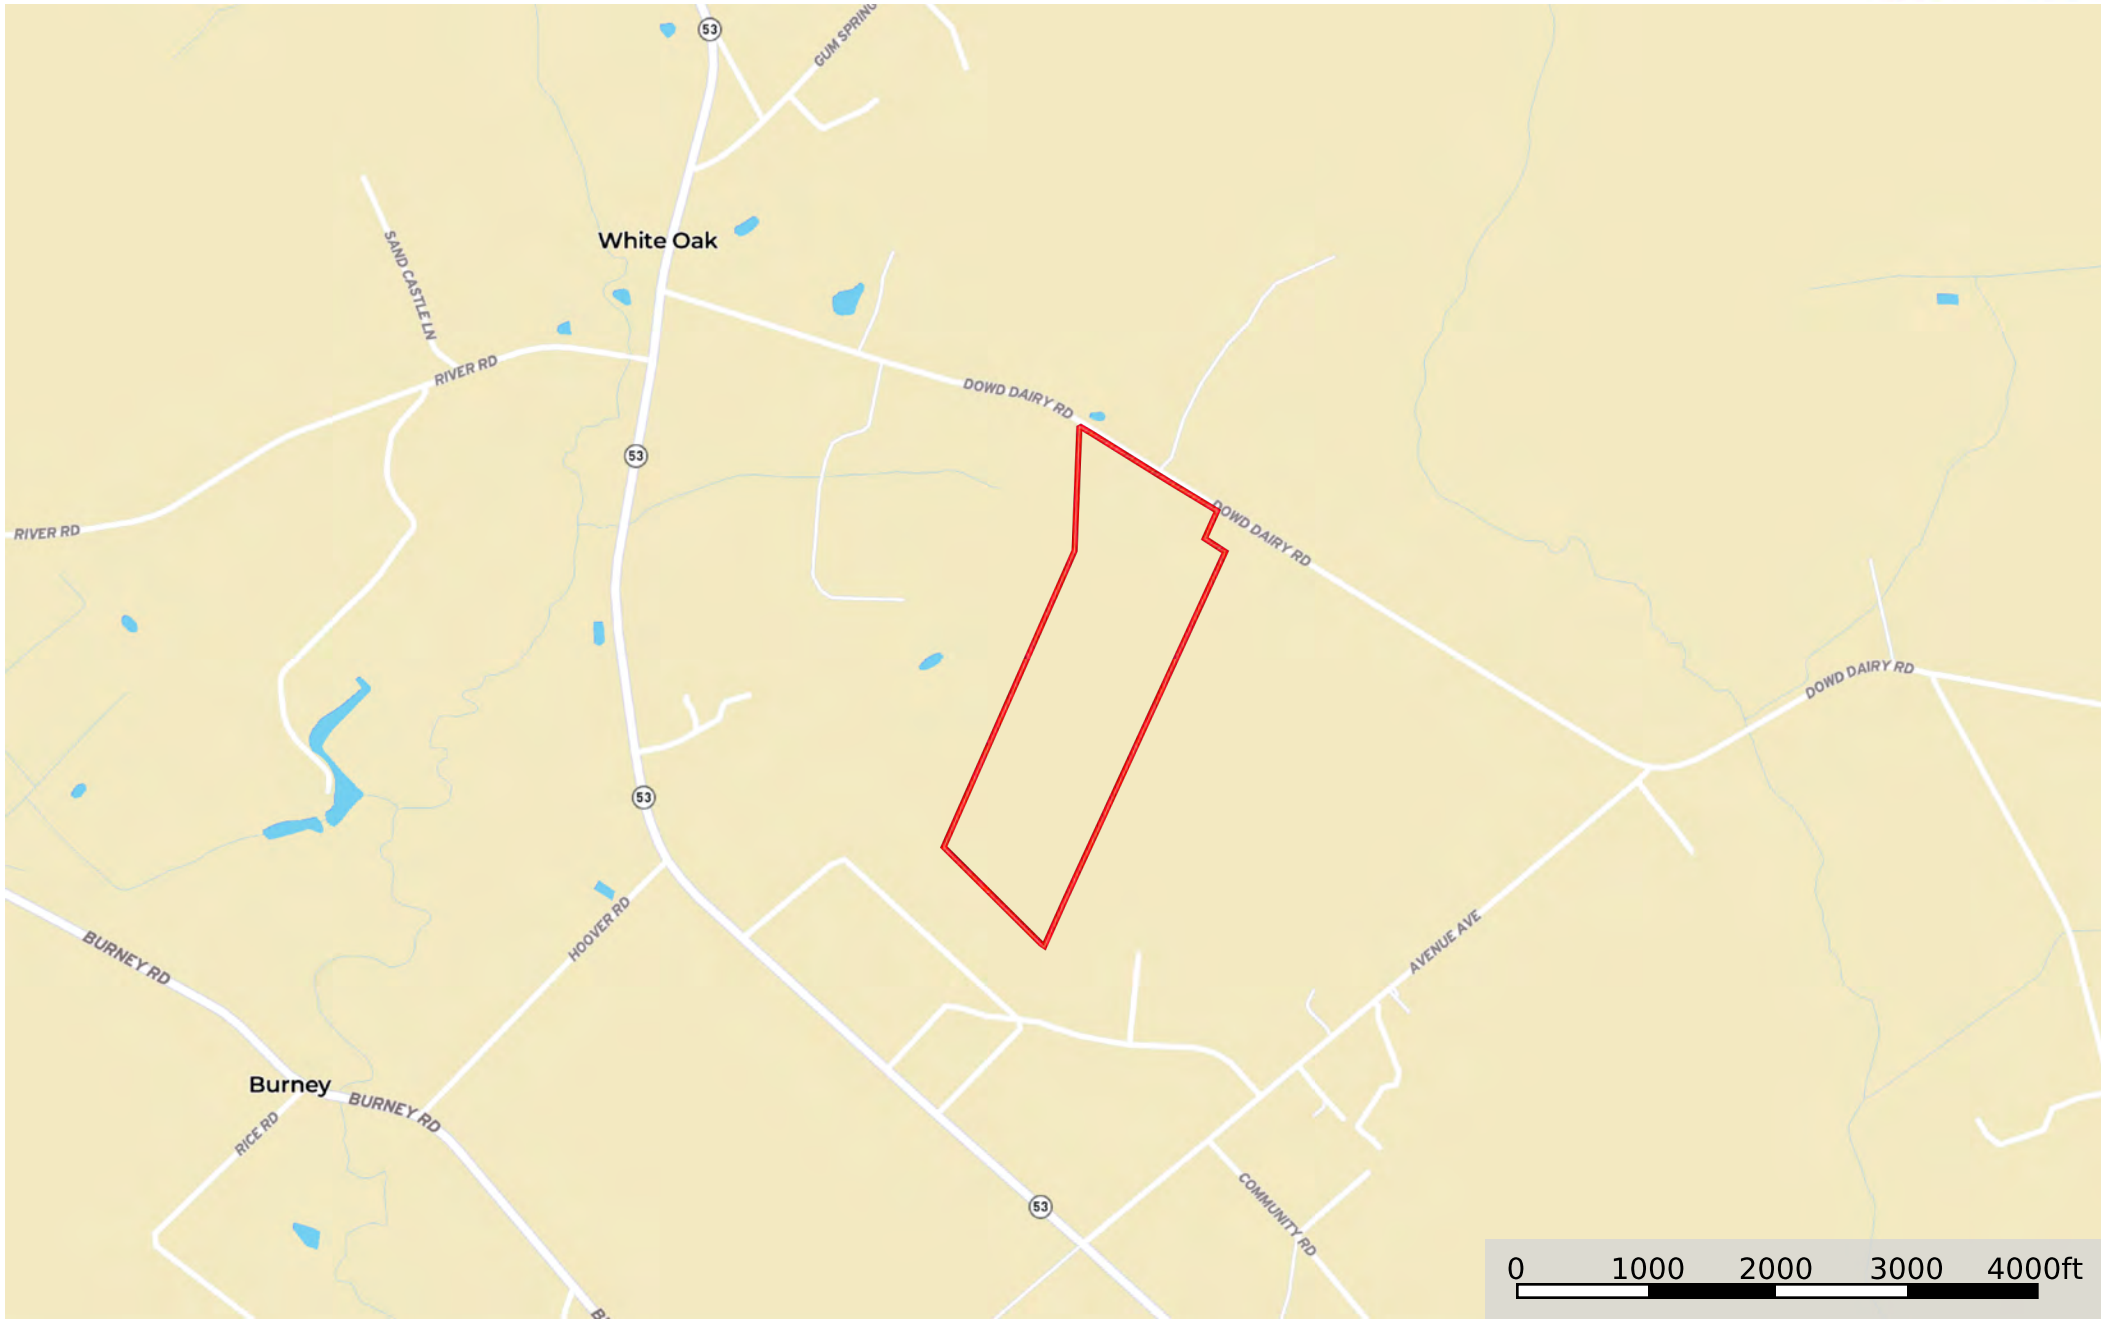 53
GUM SPRING
White Oak
SAND CASTLE LN
RIVER RD
DOWD DAIRY RD
53
DOWD DAIRY RD
RIVER RD
DOWD DAIRY RD
53
HOOVER RD
AVENUE AVE
BURNEY RD
Burney
BURNEY RD
RICE RD
53
COMMUNITY RD
0 1000 2000 3000 4000ft